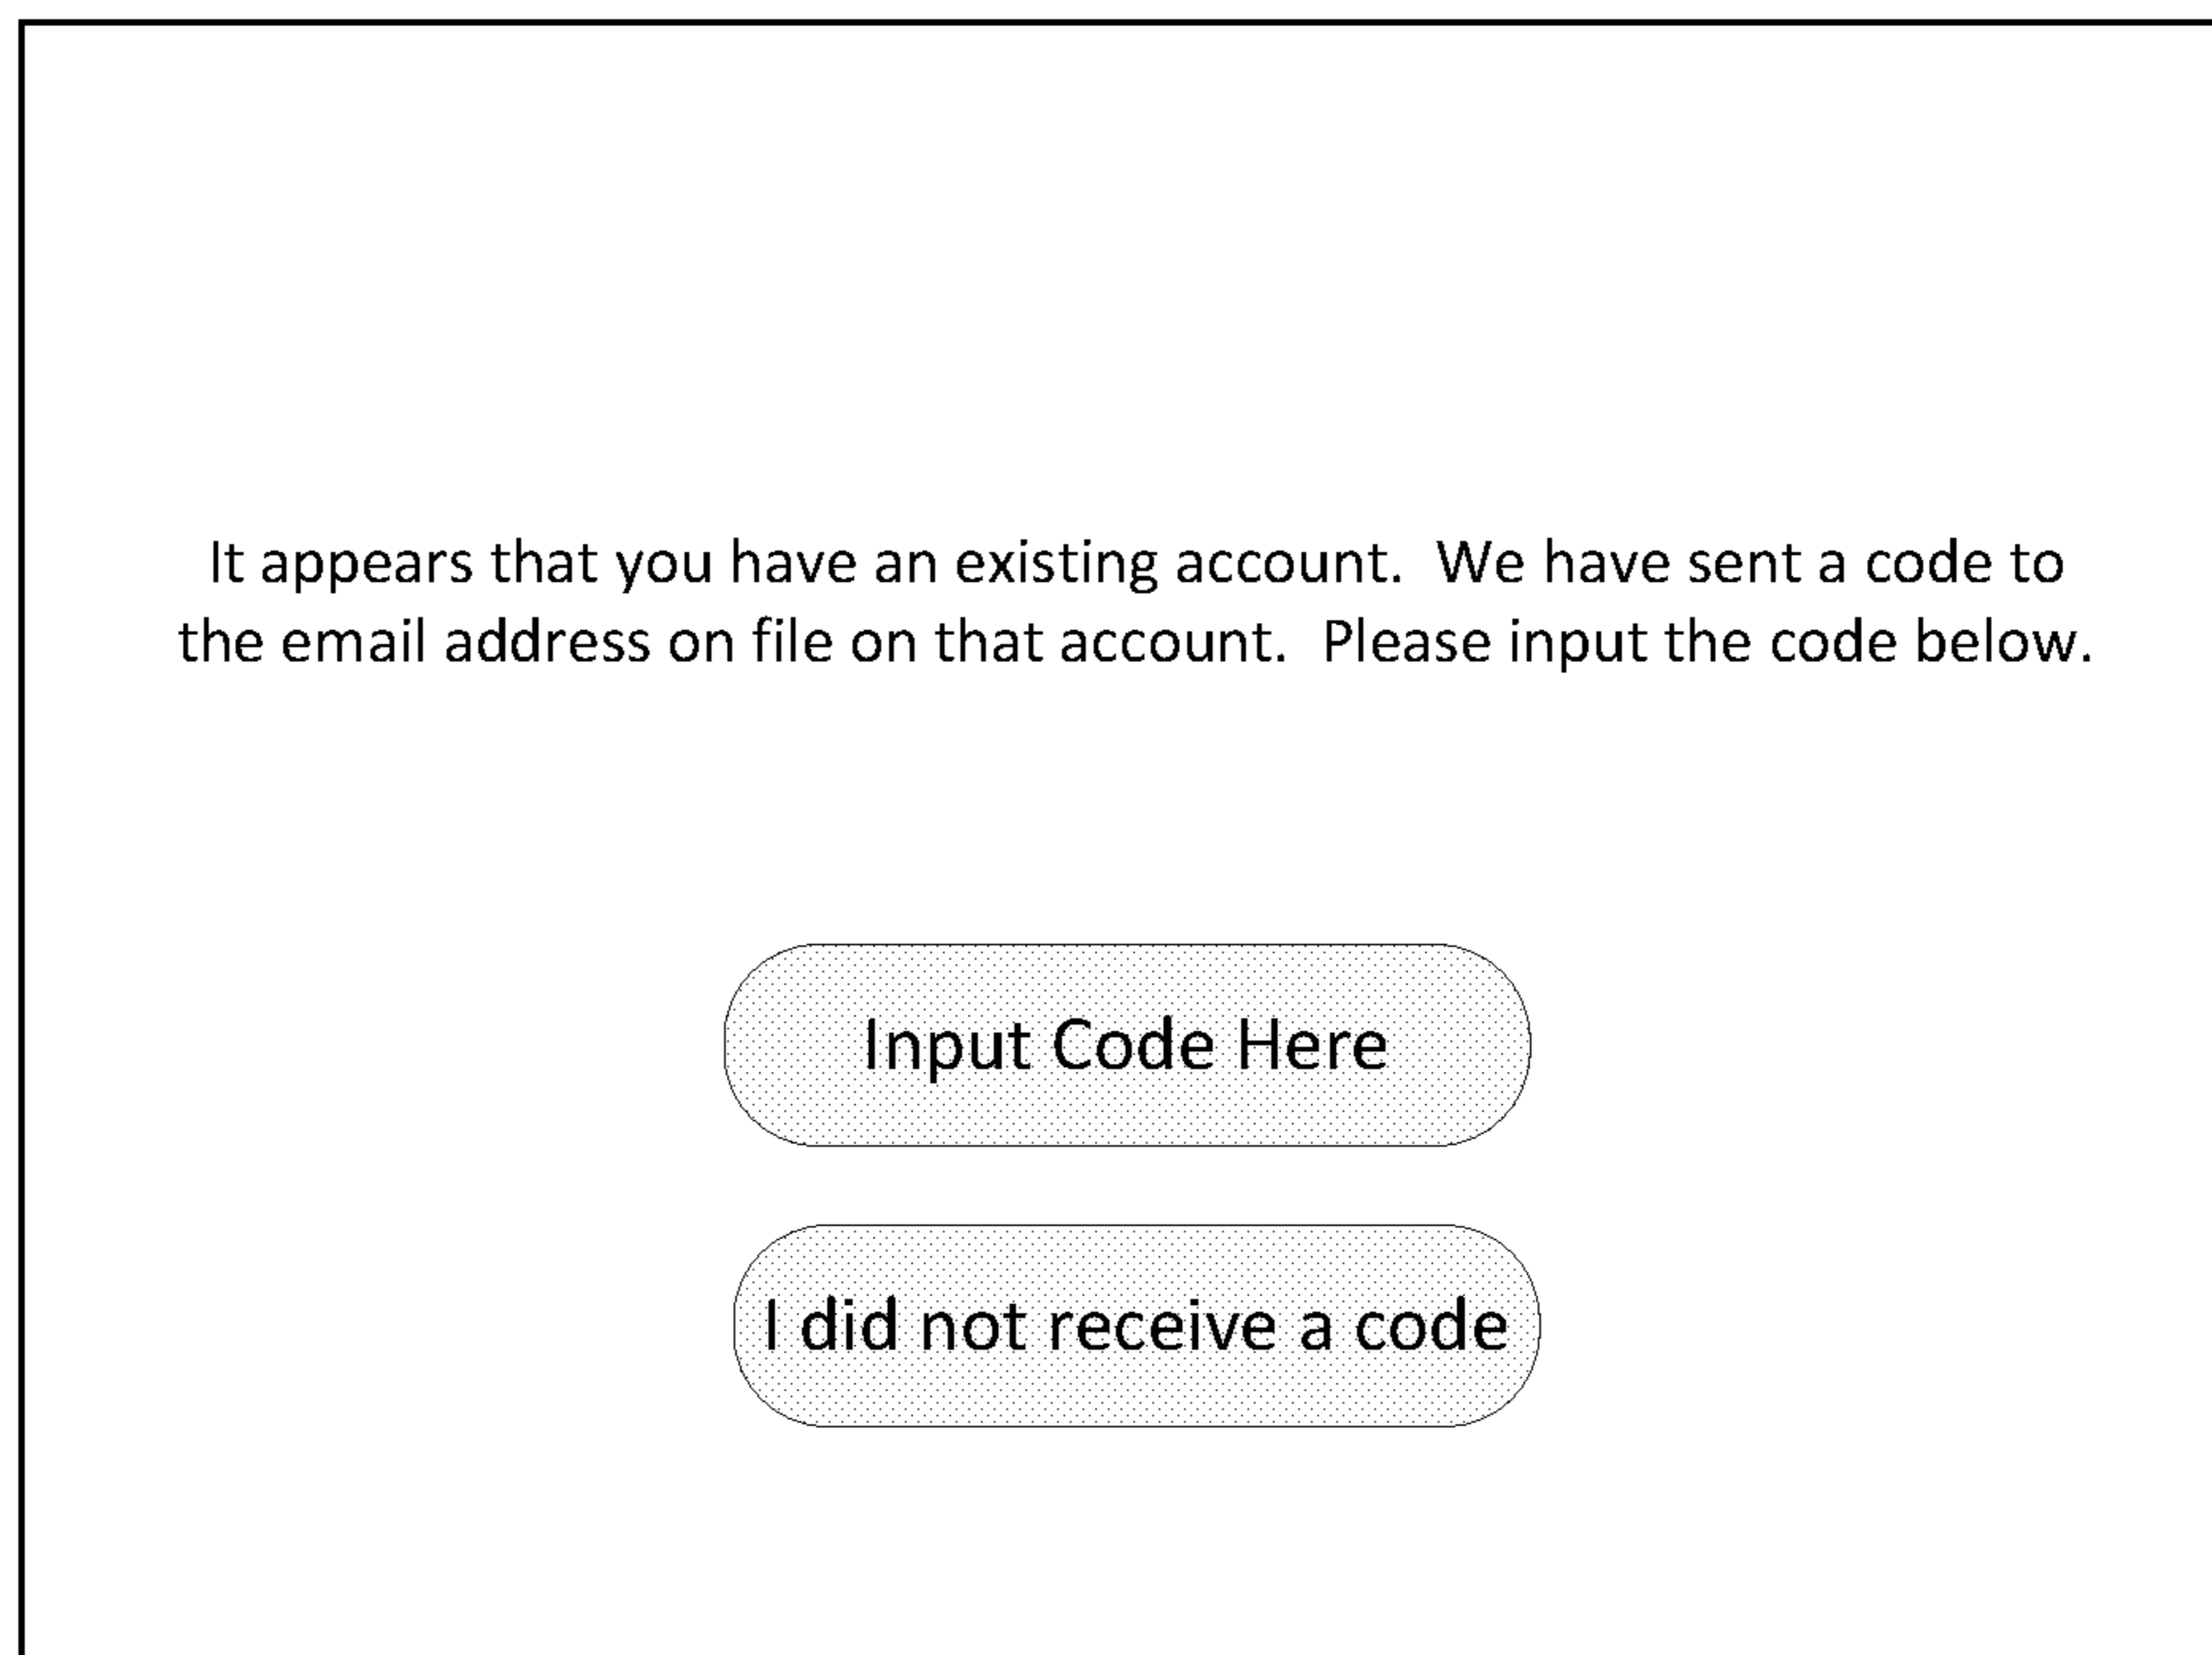 It appears that you have an existing account.  We have sent a code to
the email address on file on that account.  Please input the code below.
Input Code Here
I did not receive a code